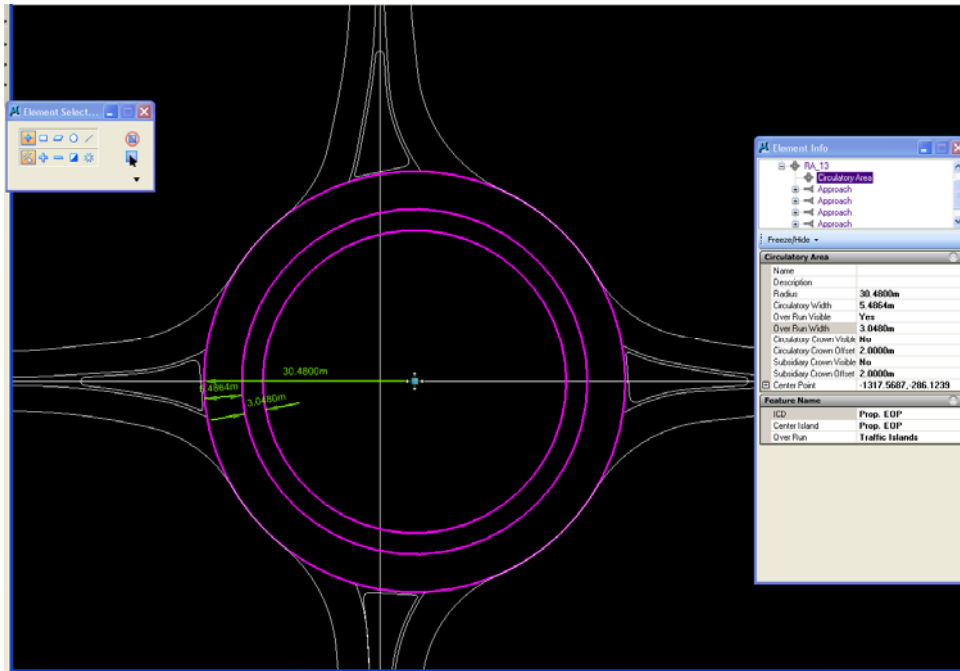 Element Select...
30.4800m
5.4864m
3.0480m
Element Info
RA_13
Circulatory Area
Approach
Approach
Approach
Approach
Freeze/Hide
Circulatory Area
Name
Description
Radius 30.4800m
Circulatory Width 5.4864m
Over Run Visible Yes
Over Run Width 3.0480m
Circulatory Crown Visible No
Circulatory Crown Offset 2.0000m
Subsidiary Crown Visible No
Subsidiary Crown Offset 2.0000m
Center Point -1317.5687,-286.1239
Feature Name
ICD Prop. EOP
Center Island Prop. EOP
Over Run Traffic Islands